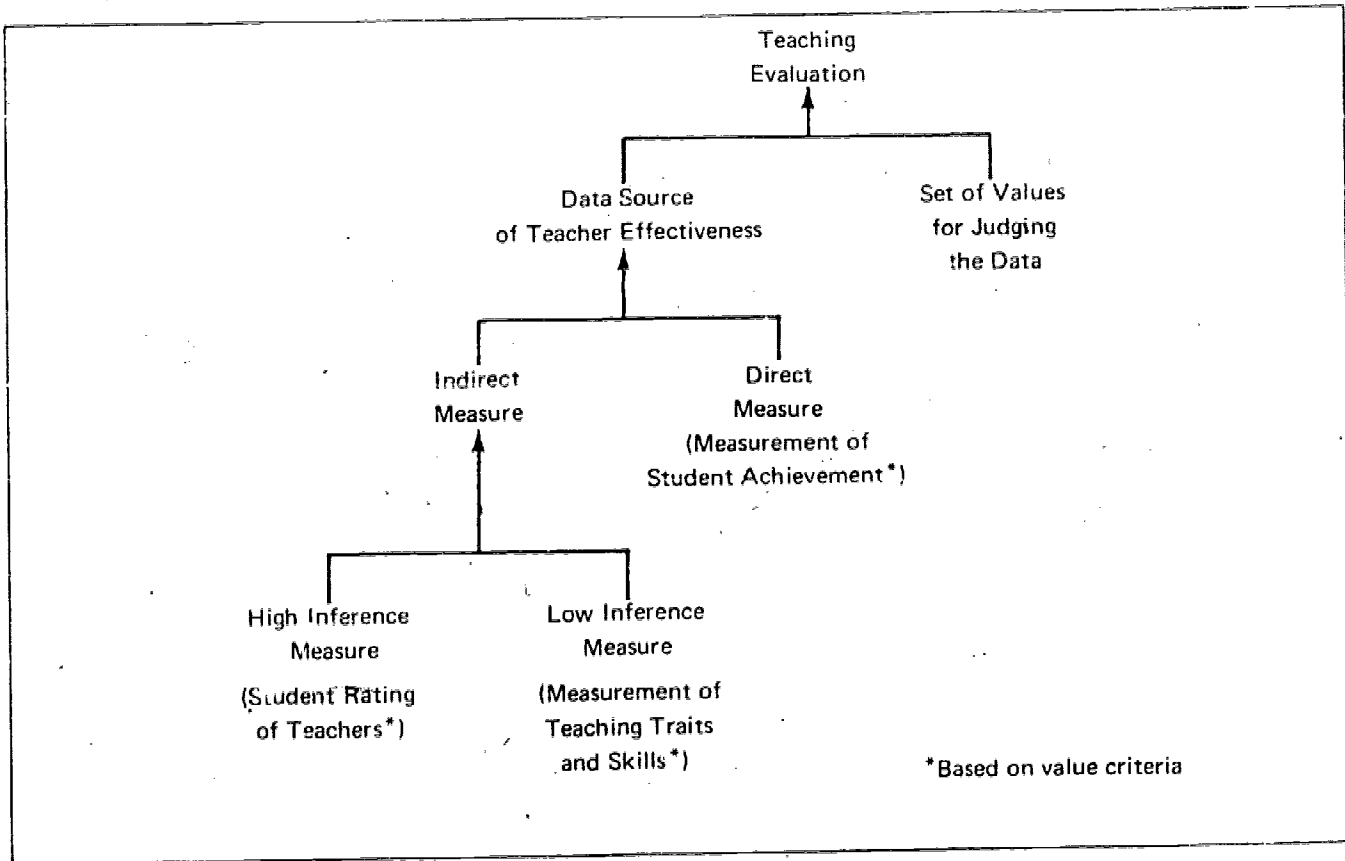 Teaching
Evaluation
Data Source
of Teacher Effectiveness
Set of Values
for Judging
the Data
Indirect
Measure
Direct
Measure
(Measurement of
Student Achievement*)
High Inference
Measure
(Student Rating
of Teachers*)
Low Inference
Measure
(Measurement of
Teaching Traits
and Skills*)
*Based on value criteria